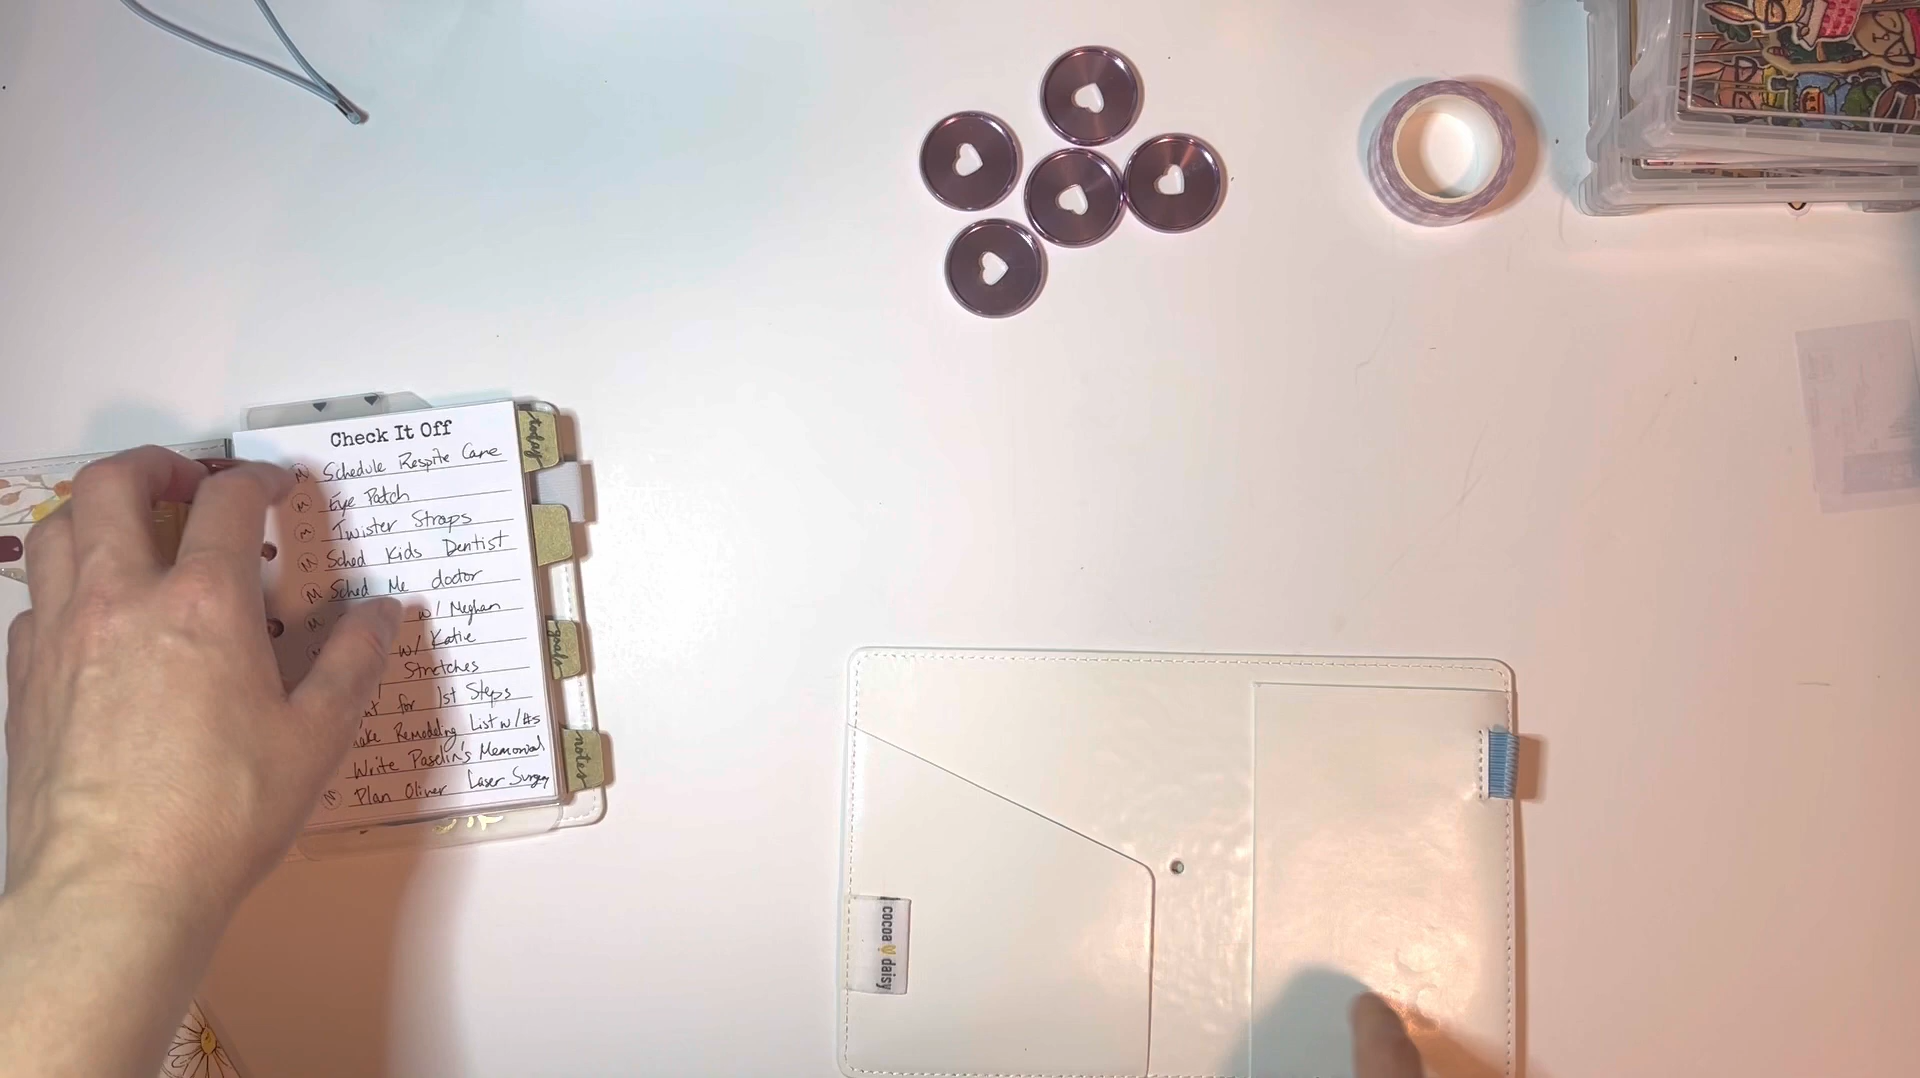 Check It Off
M Schedule Respite Care
M Eye Patch
M Twister Straps
M Sched Kids Dentist
M Sched Me doctor
M w/ Meghan
w/ Katie
Stretches
for 1st Steps
Make Remodeling List w/ #s
Write Paselin's Memorial
M Plan Oliver Laser Surgery
today
goals
notes
cocoa daisy